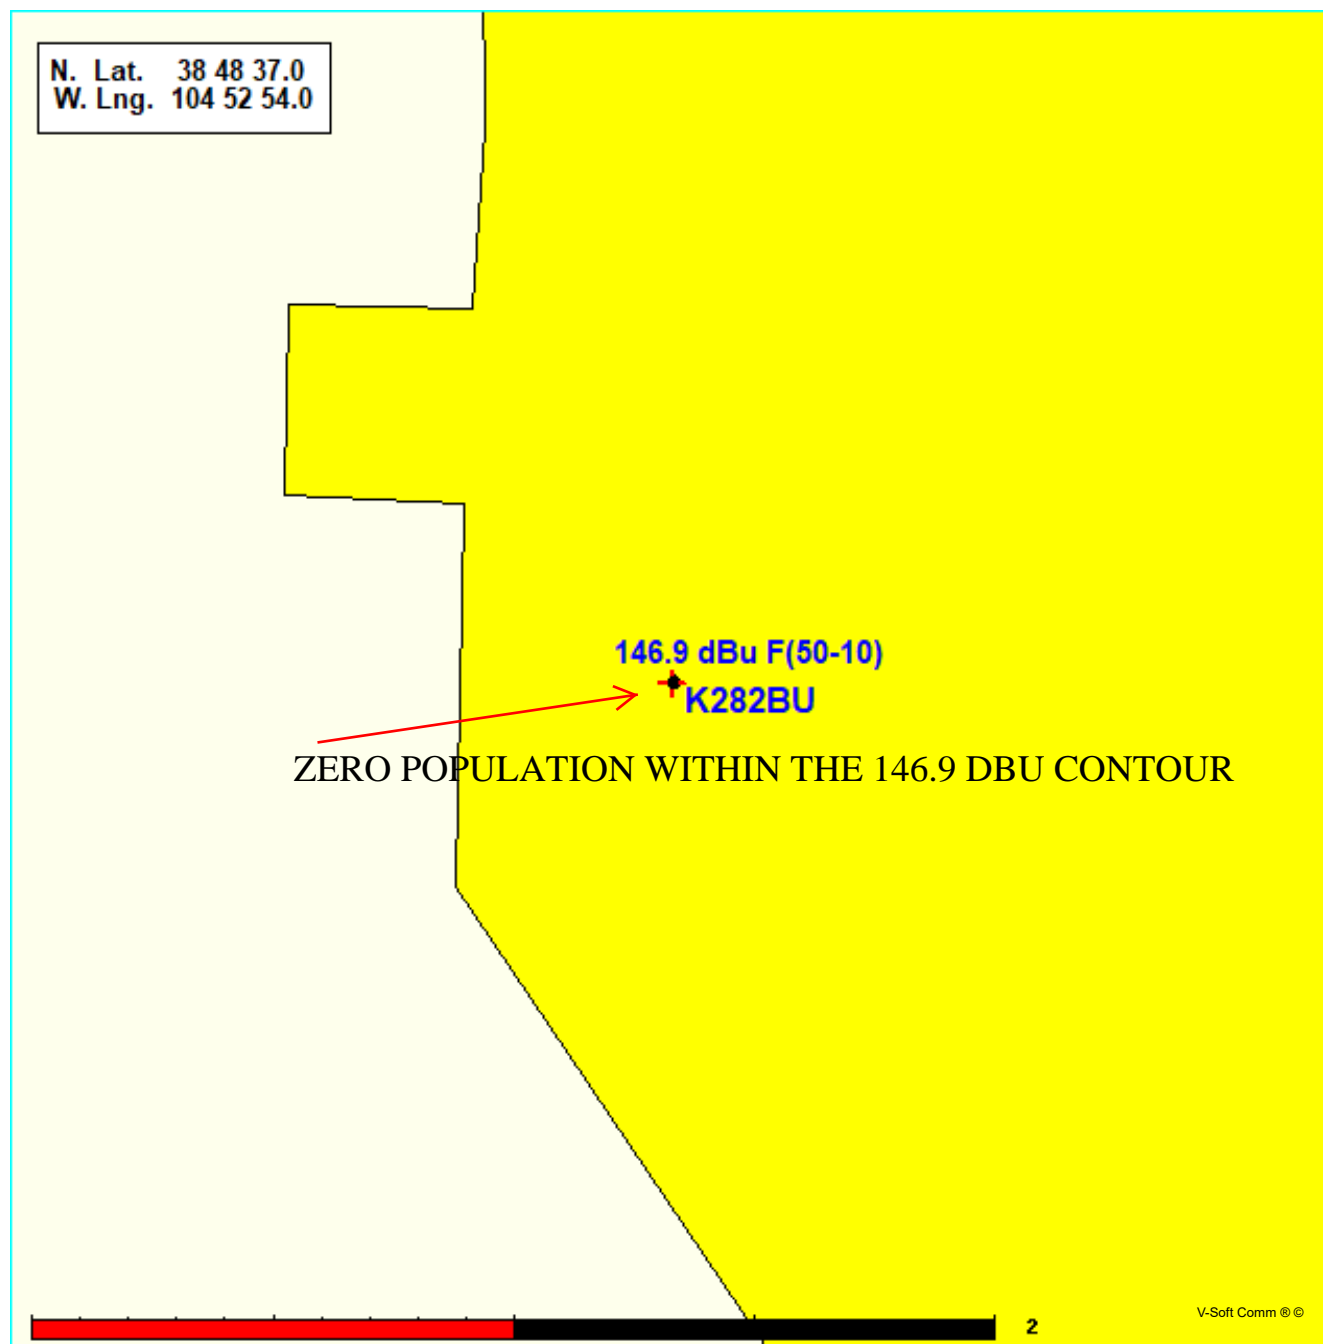 N. Lat. 38 48 37.0
W. Lng. 104 52 54.0
146.9 dBu F(50-10)
K282BU
ZERO POPULATION WITHIN THE 146.9 DBU CONTOUR
V-Soft Comm ® ©
2